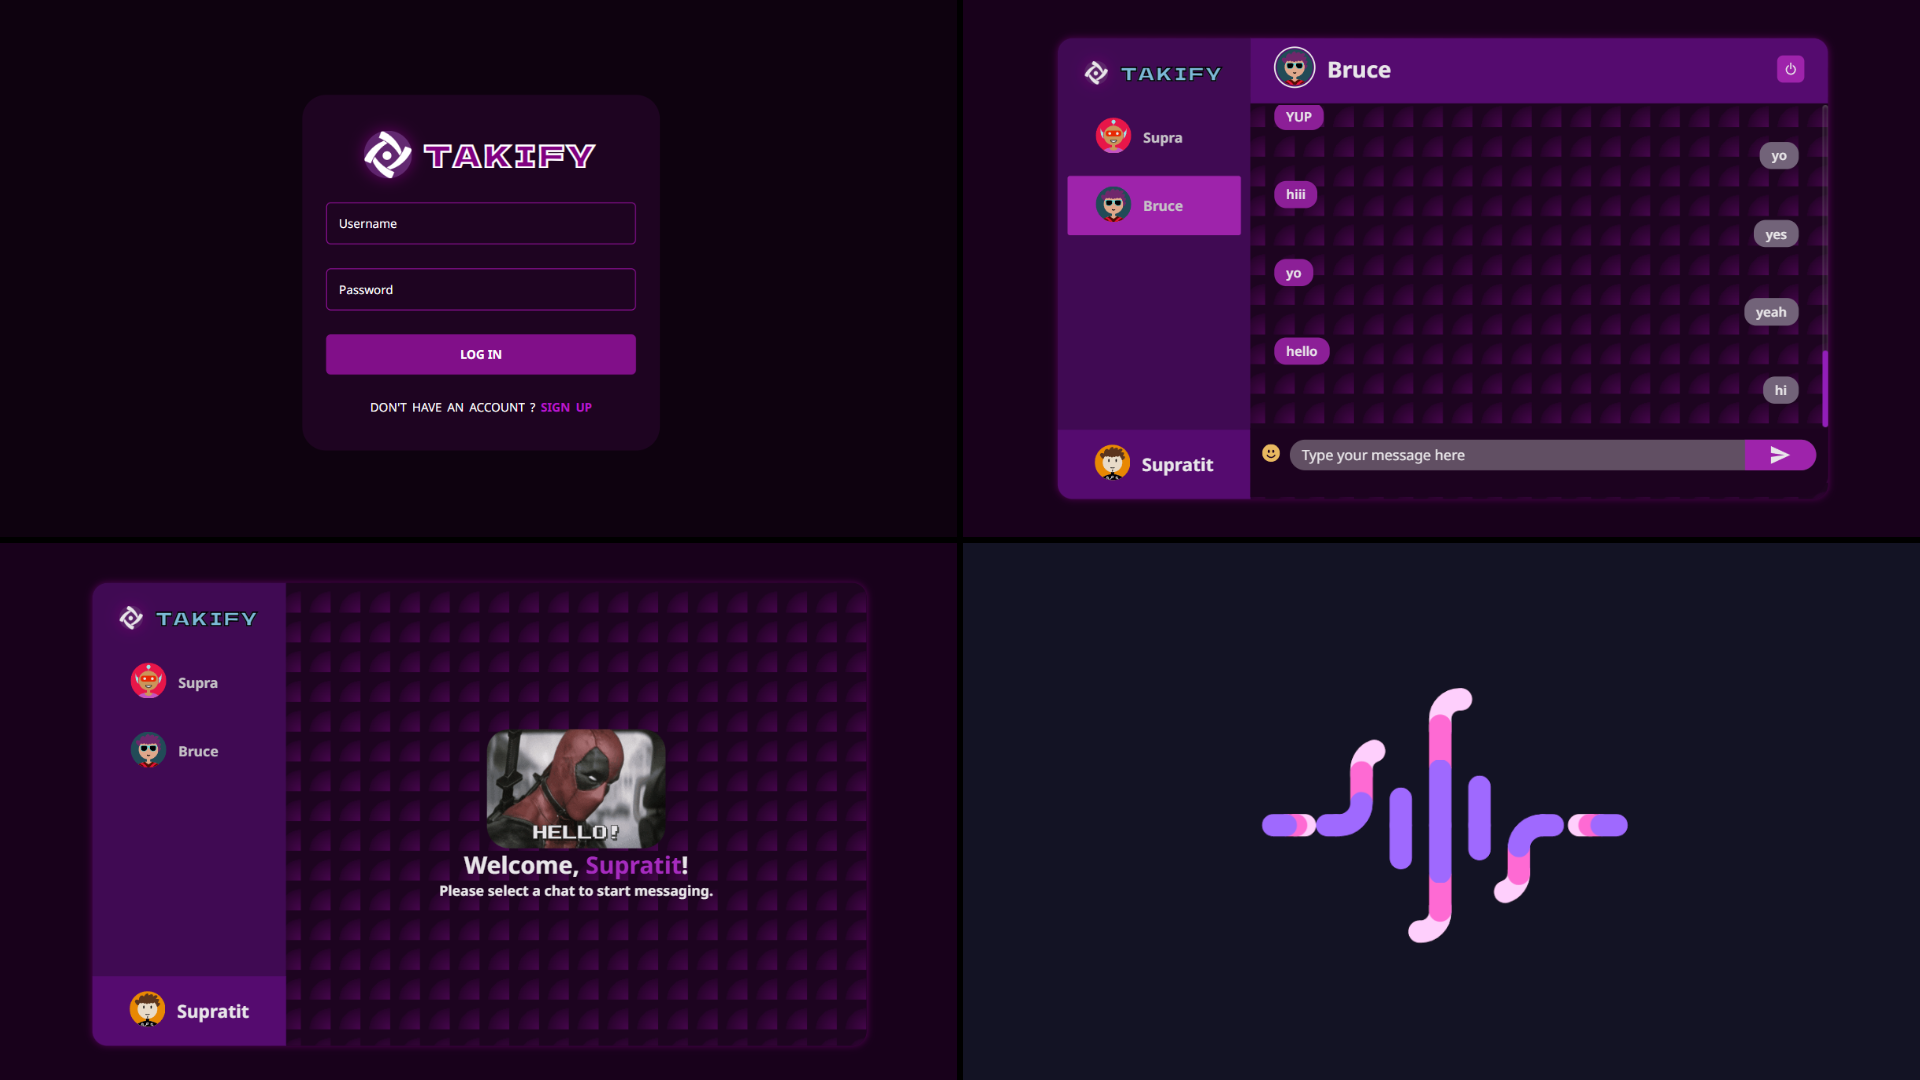 TAKIFY
Username
Password
LOG IN
DON'T HAVE AN ACCOUNT ? SIGN UP
TAKIFY
Supra
Bruce
Supratit
Bruce
YUP
yo
hiii
yes
yo
yeah
hello
hi
Type your message here
TAKIFY
Supra
Bruce
Supratit
HELLO!
Welcome, Supratit!
Please select a chat to start messaging.